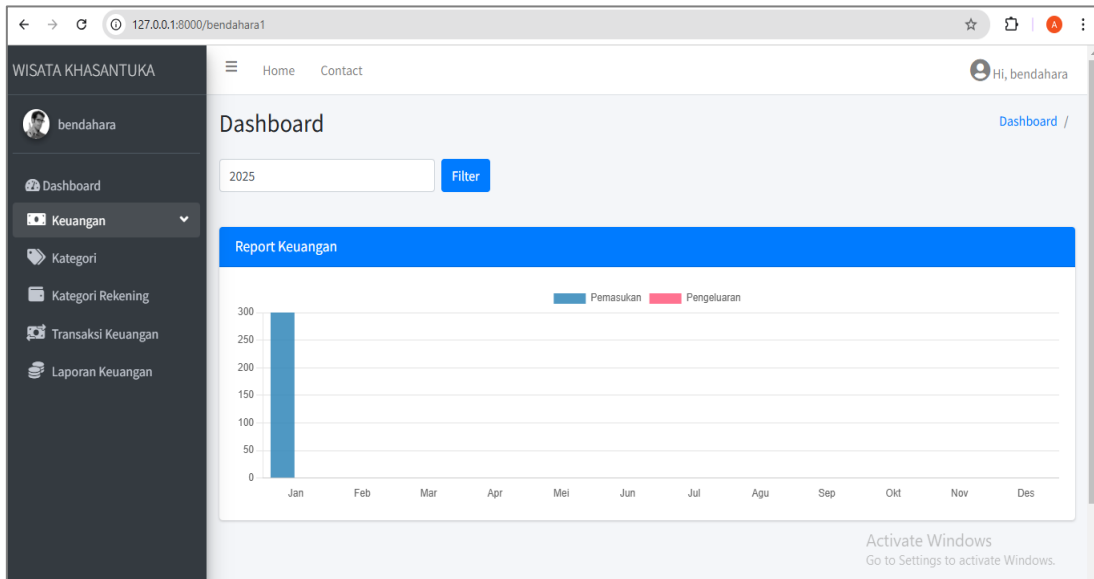 127.0.0.1:8000/bendahara1
A
WISATA KHASANTUKA
Home Contact
Hi, bendahara
bendahara
Dashboard
Dashboard /
2025
Filter
Dashboard
Keuangan
Kategori
Kategori Rekening
Transaksi Keuangan
Laporan Keuangan
Report Keuangan
Pemasukan Pengeluaran
300
250
200
150
100
50
0
Jan Feb Mar Apr Mei Jun Jul Agu Sep Okt Nov Des
Activate Windows
Go to Settings to activate Windows.